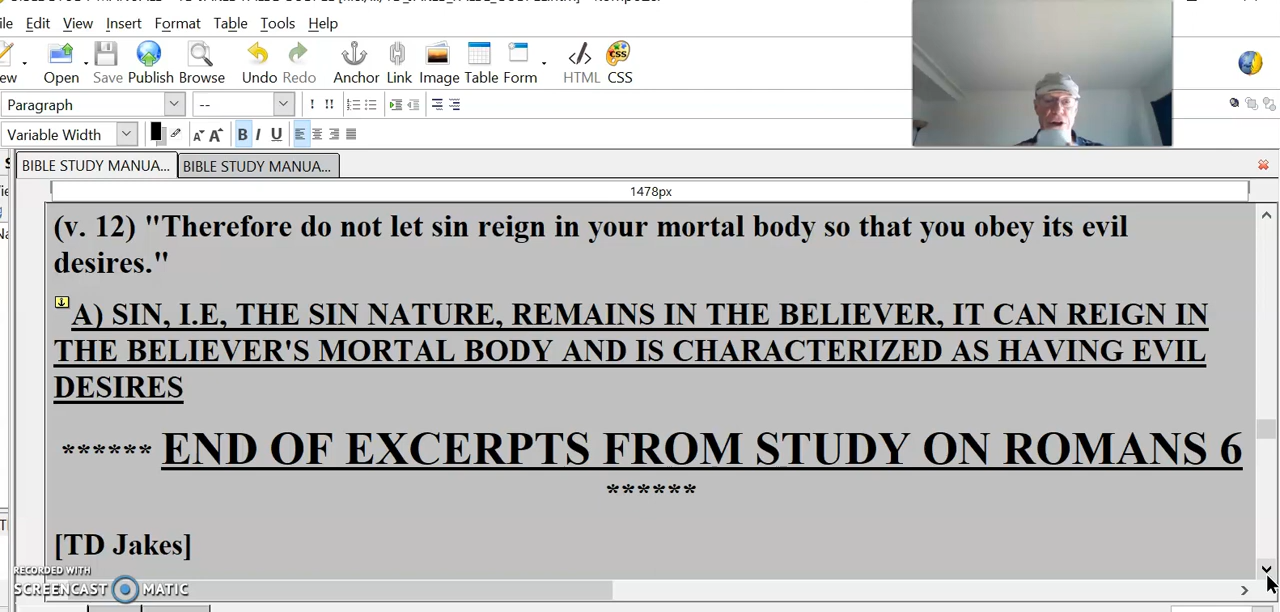 File Edit View Insert Format Table Tools Help
Open Save Publish Browse Undo Redo Anchor Link Image Table Form HTML CSS
Paragraph --
Variable Width B I U
BIBLE STUDY MANUA... BIBLE STUDY MANUA...
1478px
(v. 12) "Therefore do not let sin reign in your mortal body so that you obey its evil
desires."
A) SIN, I.E, THE SIN NATURE, REMAINS IN THE BELIEVER, IT CAN REIGN IN
THE BELIEVER'S MORTAL BODY AND IS CHARACTERIZED AS HAVING EVIL
DESIRES
****** END OF EXCERPTS FROM STUDY ON ROMANS 6
******
[TD Jakes]
RECORDED WITH
SCREENCAST MATIC